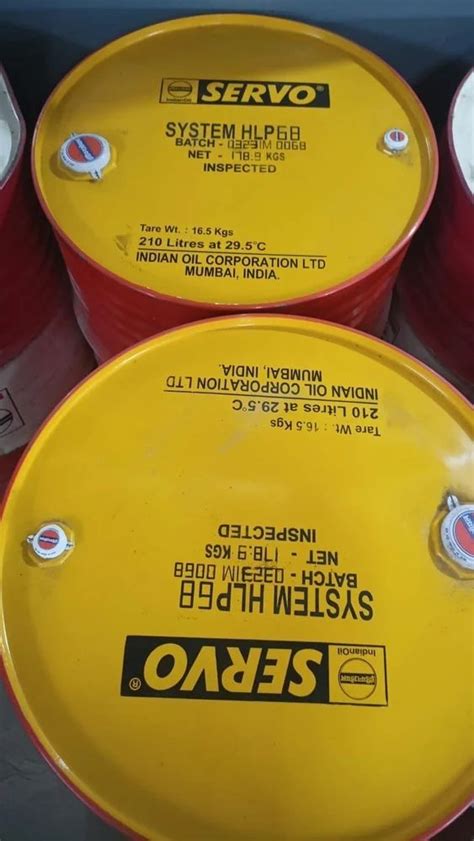 IndianOil
SERVO
SYSTEM HLP68
BATCH - 0323IM 0068
NET - 178.9 KGS
INSPECTED
Tare Wt. : 16.5 Kgs
210 Litres at 29.5°C
INDIAN OIL CORPORATION LTD
MUMBAI, INDIA.
इंडियनऑयल
IndianOil
SERVO®
SYSTEM HLP68
BATCH - 0323IM 0068
NET - 178.9 KGS
INSPECTED
Tare Wt. : 16.5 Kgs
210 Litres at 29.5°C
INDIAN OIL CORPORATION LTD
MUMBAI, INDIA.